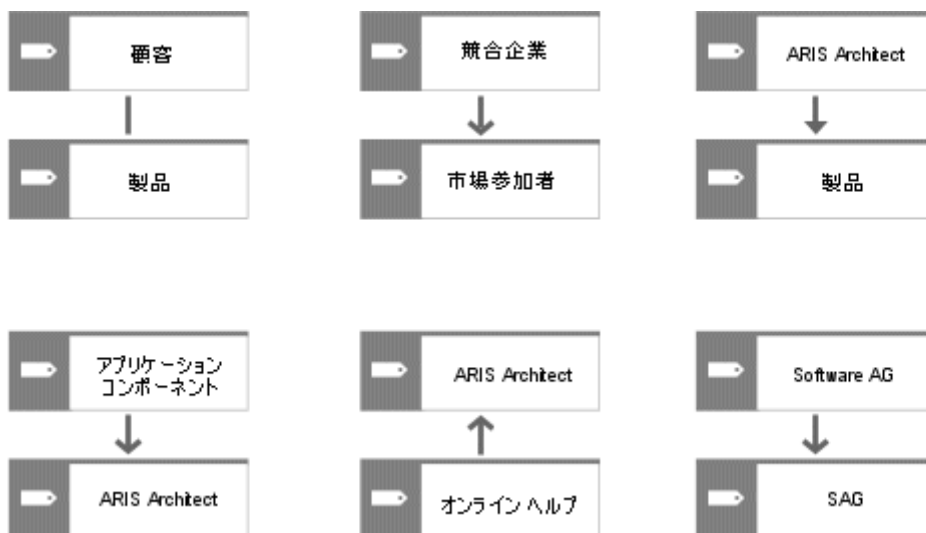 顧客
競合企業
ARIS Architect
製品
市場参加者
製品
アプリケーション
コンポーネント
ARIS Architect
Software AG
ARIS Architect
オンライン ヘルプ
SAG